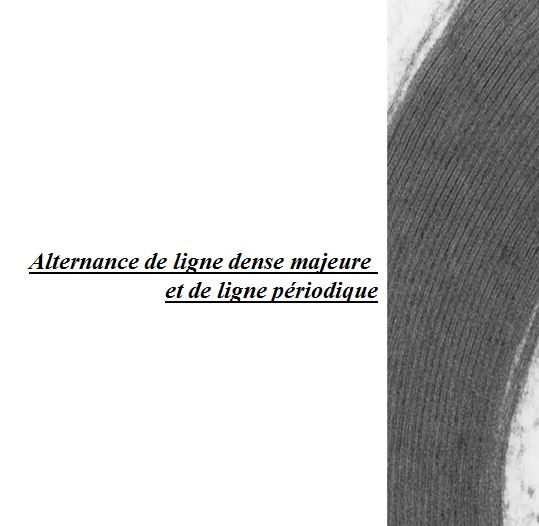 Alternance de ligne dense majeure
et de ligne périodique